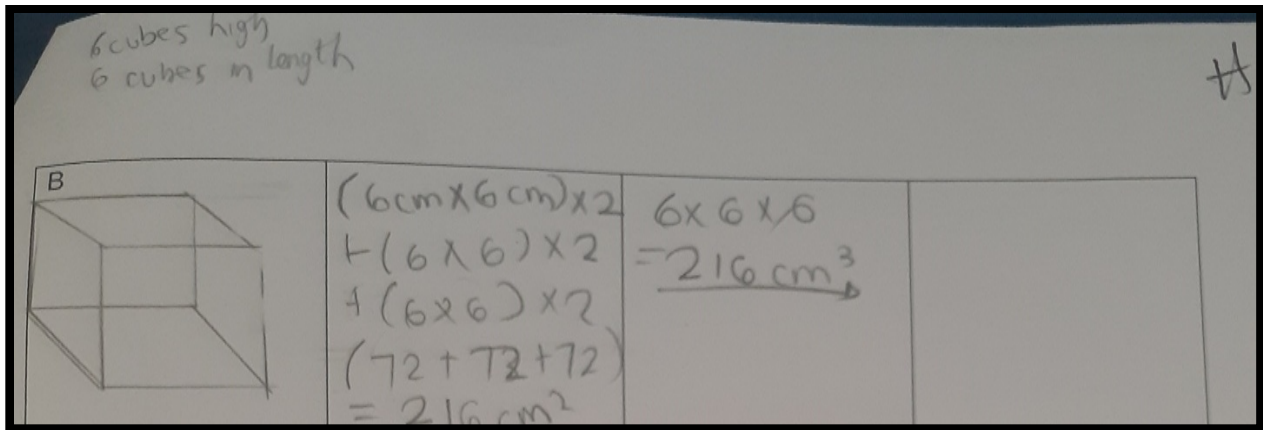 6 cubes high
6 cubes in length
B
(6cm×6cm)×2
+(6×6)×2
+(6×6)×2
(72+72+72)
= 216 cm²
6×6×6
=216 cm³